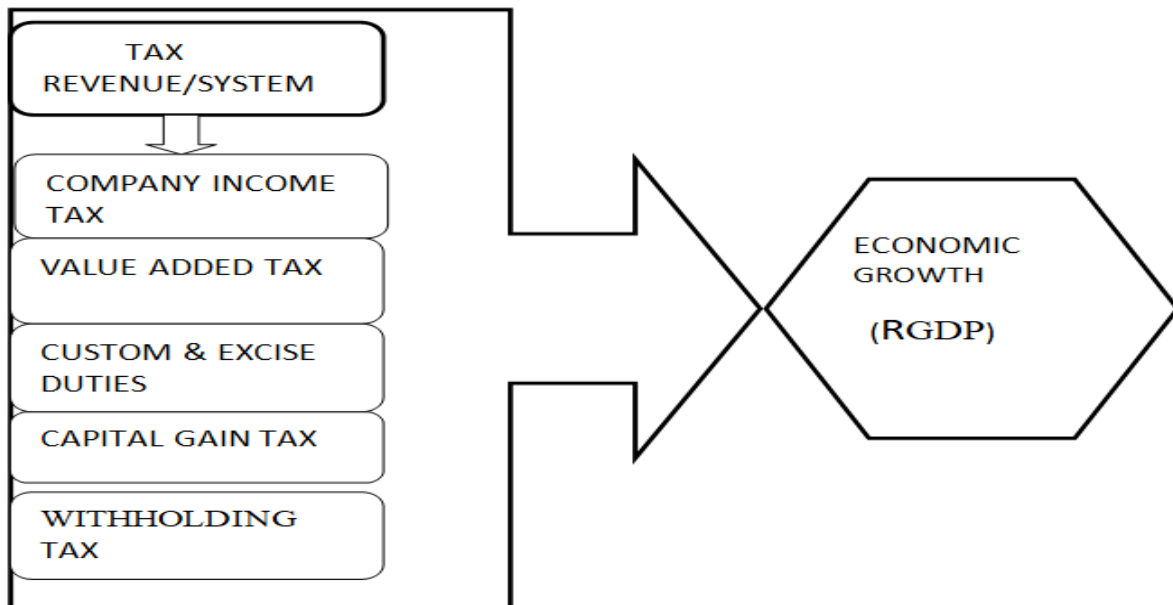 TAX
REVENUE/SYSTEM
COMPANY INCOME
TAX
VALUE ADDED TAX
CUSTOM & EXCISE
DUTIES
CAPITAL GAIN TAX
WITHHOLDING
TAX
ECONOMIC
GROWTH
(RGDP)